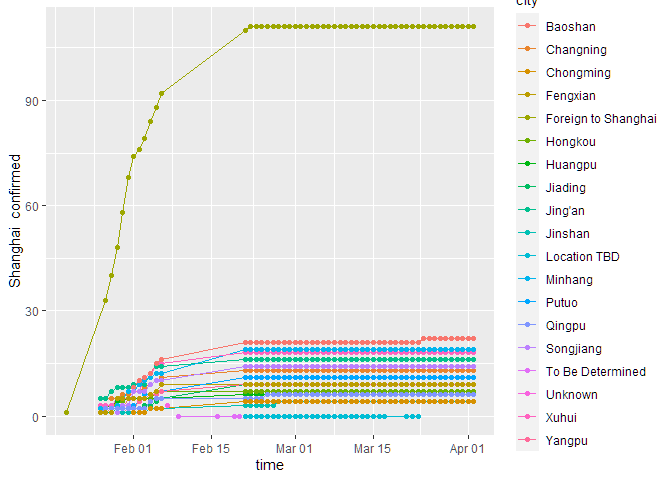 city
Baoshan
Changning
Chongming
Fengxian
Foreign to Shanghai
Hongkou
Huangpu
Jiading
Jing'an
Jinshan
Location TBD
Minhang
Putuo
Qingpu
Songjiang
To Be Determined
Unknown
Xuhui
Yangpu
Shanghai confirmed
90
60
30
0
Feb 01 Feb 15 Mar 01 Mar 15 Apr 01
time